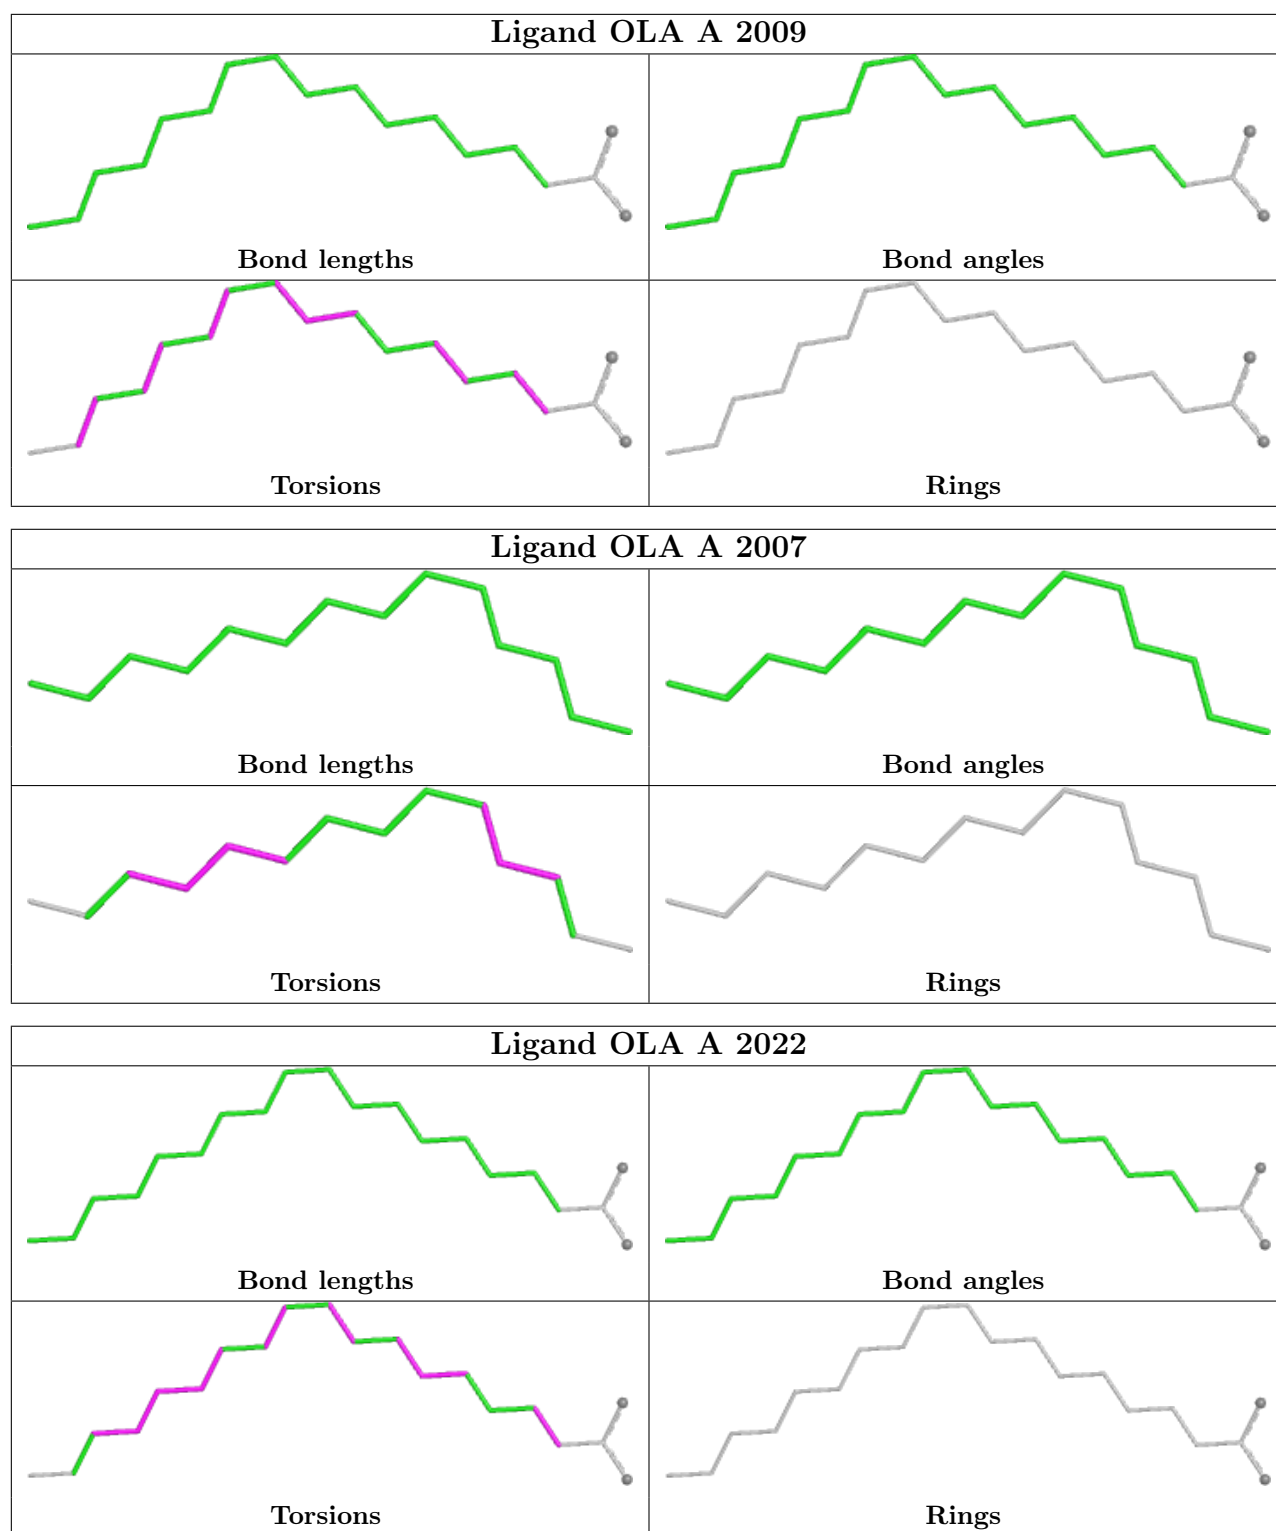 Ligand OLA A 2009
Bond lengths
Bond angles
Torsions
Rings
Ligand OLA A 2007
Bond lengths
Bond angles
Torsions
Rings
Ligand OLA A 2022
Bond lengths
Bond angles
Torsions
Rings